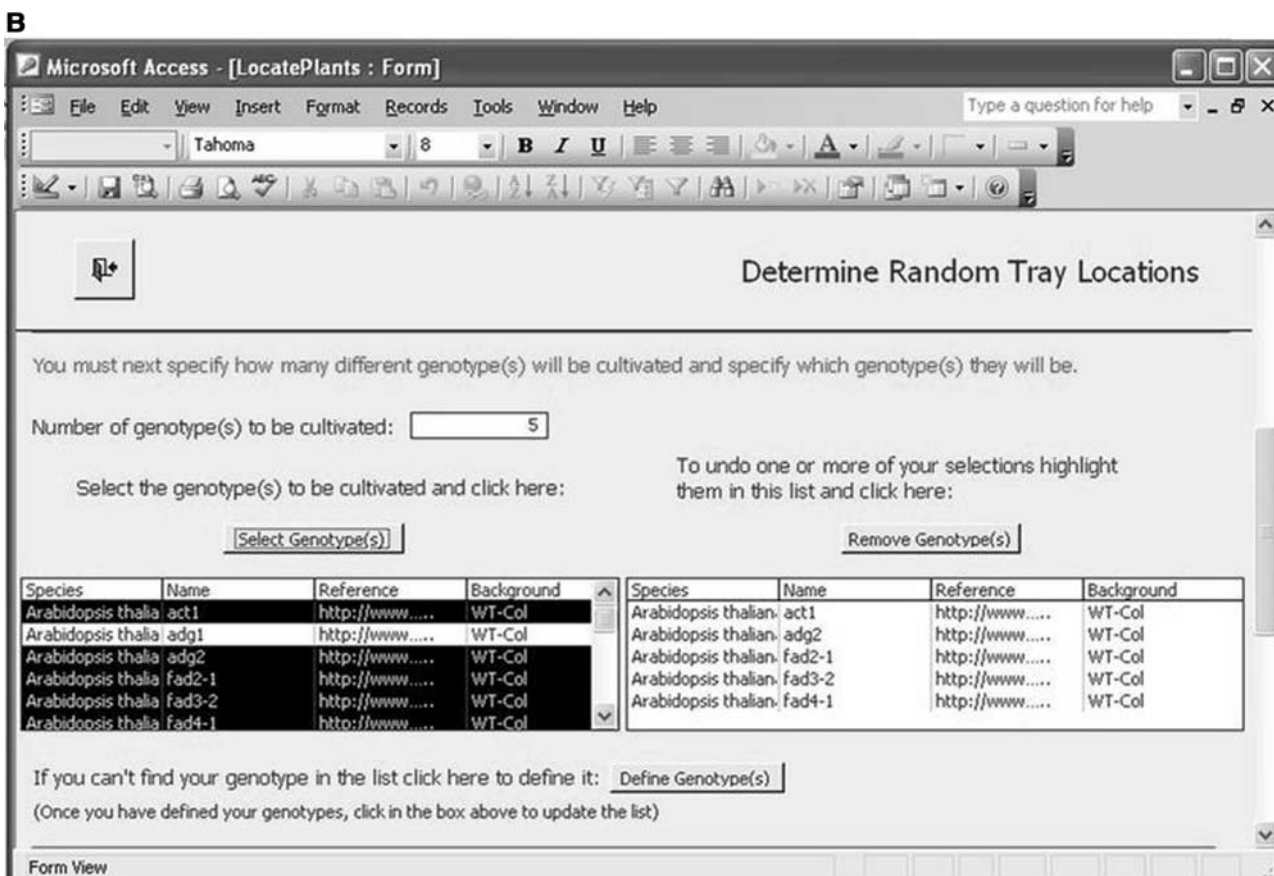 B
Microsoft Access - [LocatePlants : Form]
File Edit View Insert Format Records Tools Window Help Type a question for help
Tahoma 8 B I U A
ABC
Determine Random Tray Locations
You must next specify how many different genotype(s) will be cultivated and specify which genotype(s) they will be.
Number of genotype(s) to be cultivated: 5
Select the genotype(s) to be cultivated and click here:
To undo one or more of your selections highlight
them in this list and click here:
Select Genotype(s)
Remove Genotype(s)
Species Name Reference Background
Arabidopsis thalia act1 http://www..... WT-Col
Arabidopsis thalia adg1 http://www..... WT-Col
Arabidopsis thalia adg2 http://www..... WT-Col
Arabidopsis thalia fad2-1 http://www..... WT-Col
Arabidopsis thalia fad3-2 http://www..... WT-Col
Arabidopsis thalia fad4-1 http://www..... WT-Col
Species Name Reference Background
Arabidopsis thalian act1 http://www..... WT-Col
Arabidopsis thalian adg2 http://www..... WT-Col
Arabidopsis thalian fad2-1 http://www..... WT-Col
Arabidopsis thalian fad3-2 http://www..... WT-Col
Arabidopsis thalian fad4-1 http://www..... WT-Col
If you can't find your genotype in the list click here to define it: Define Genotype(s)
(Once you have defined your genotypes, click in the box above to update the list)
Form View